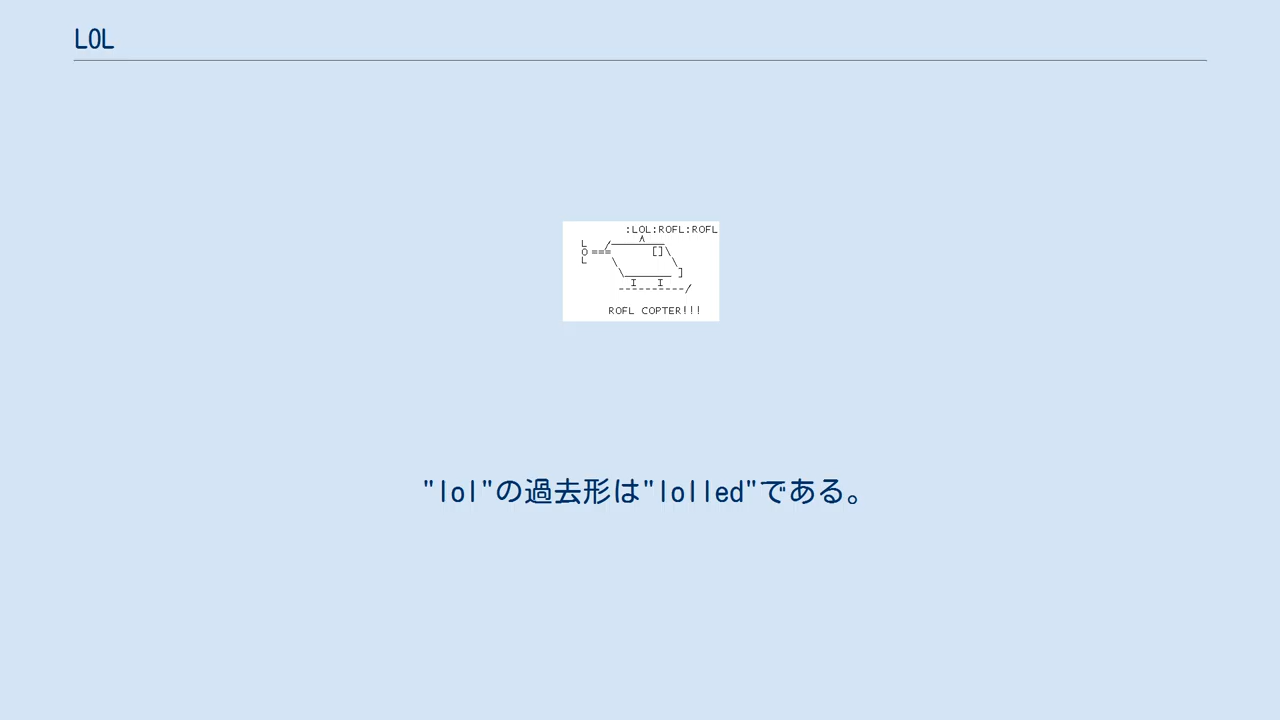 LOL
:LOL:ROFL:ROFL
L
O
L
ROFL COPTER!!!
"lol"の過去形は"lolled"である。